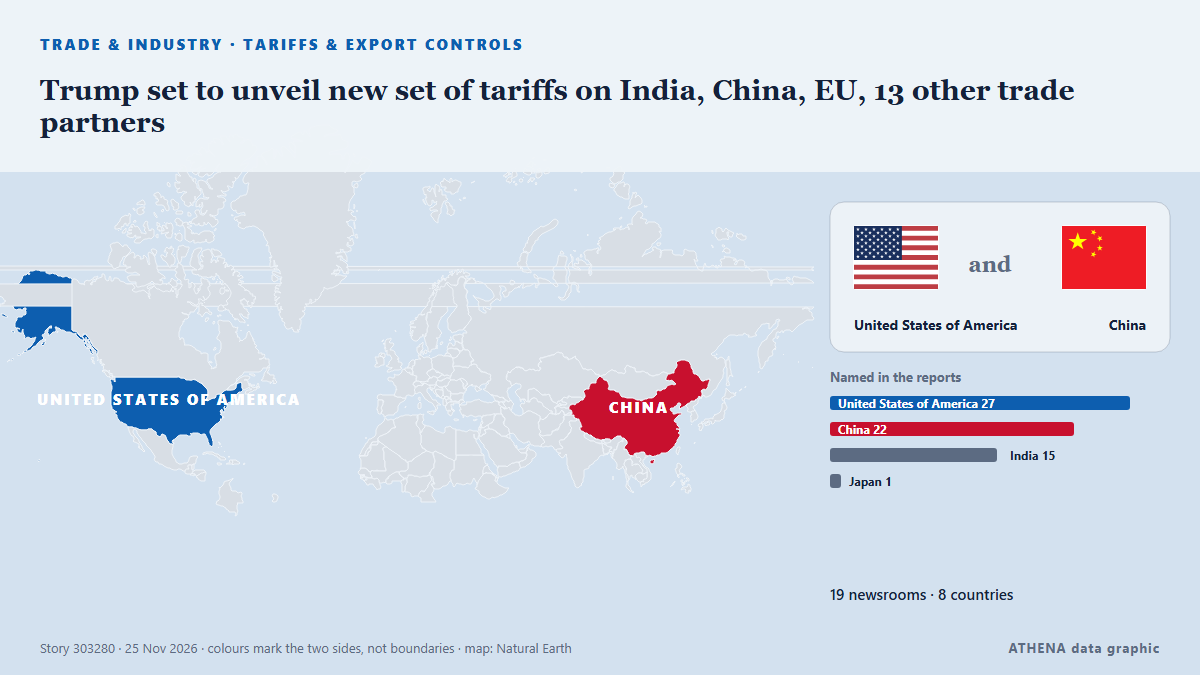 TRADE & INDUSTRY · TARIFFS & EXPORT CONTROLS
Trump set to unveil new set of tariffs on India, China, EU, 13 other trade
partners
UNITED STATES OF AMERICA
CHINA
and
United States of America
China
Named in the reports
United States of America 27
China 22
India 15
Japan 1
19 newsrooms · 8 countries
Story 303280 · 25 Nov 2026 · colours mark the two sides, not boundaries · map: Natural Earth
ATHENA data graphic